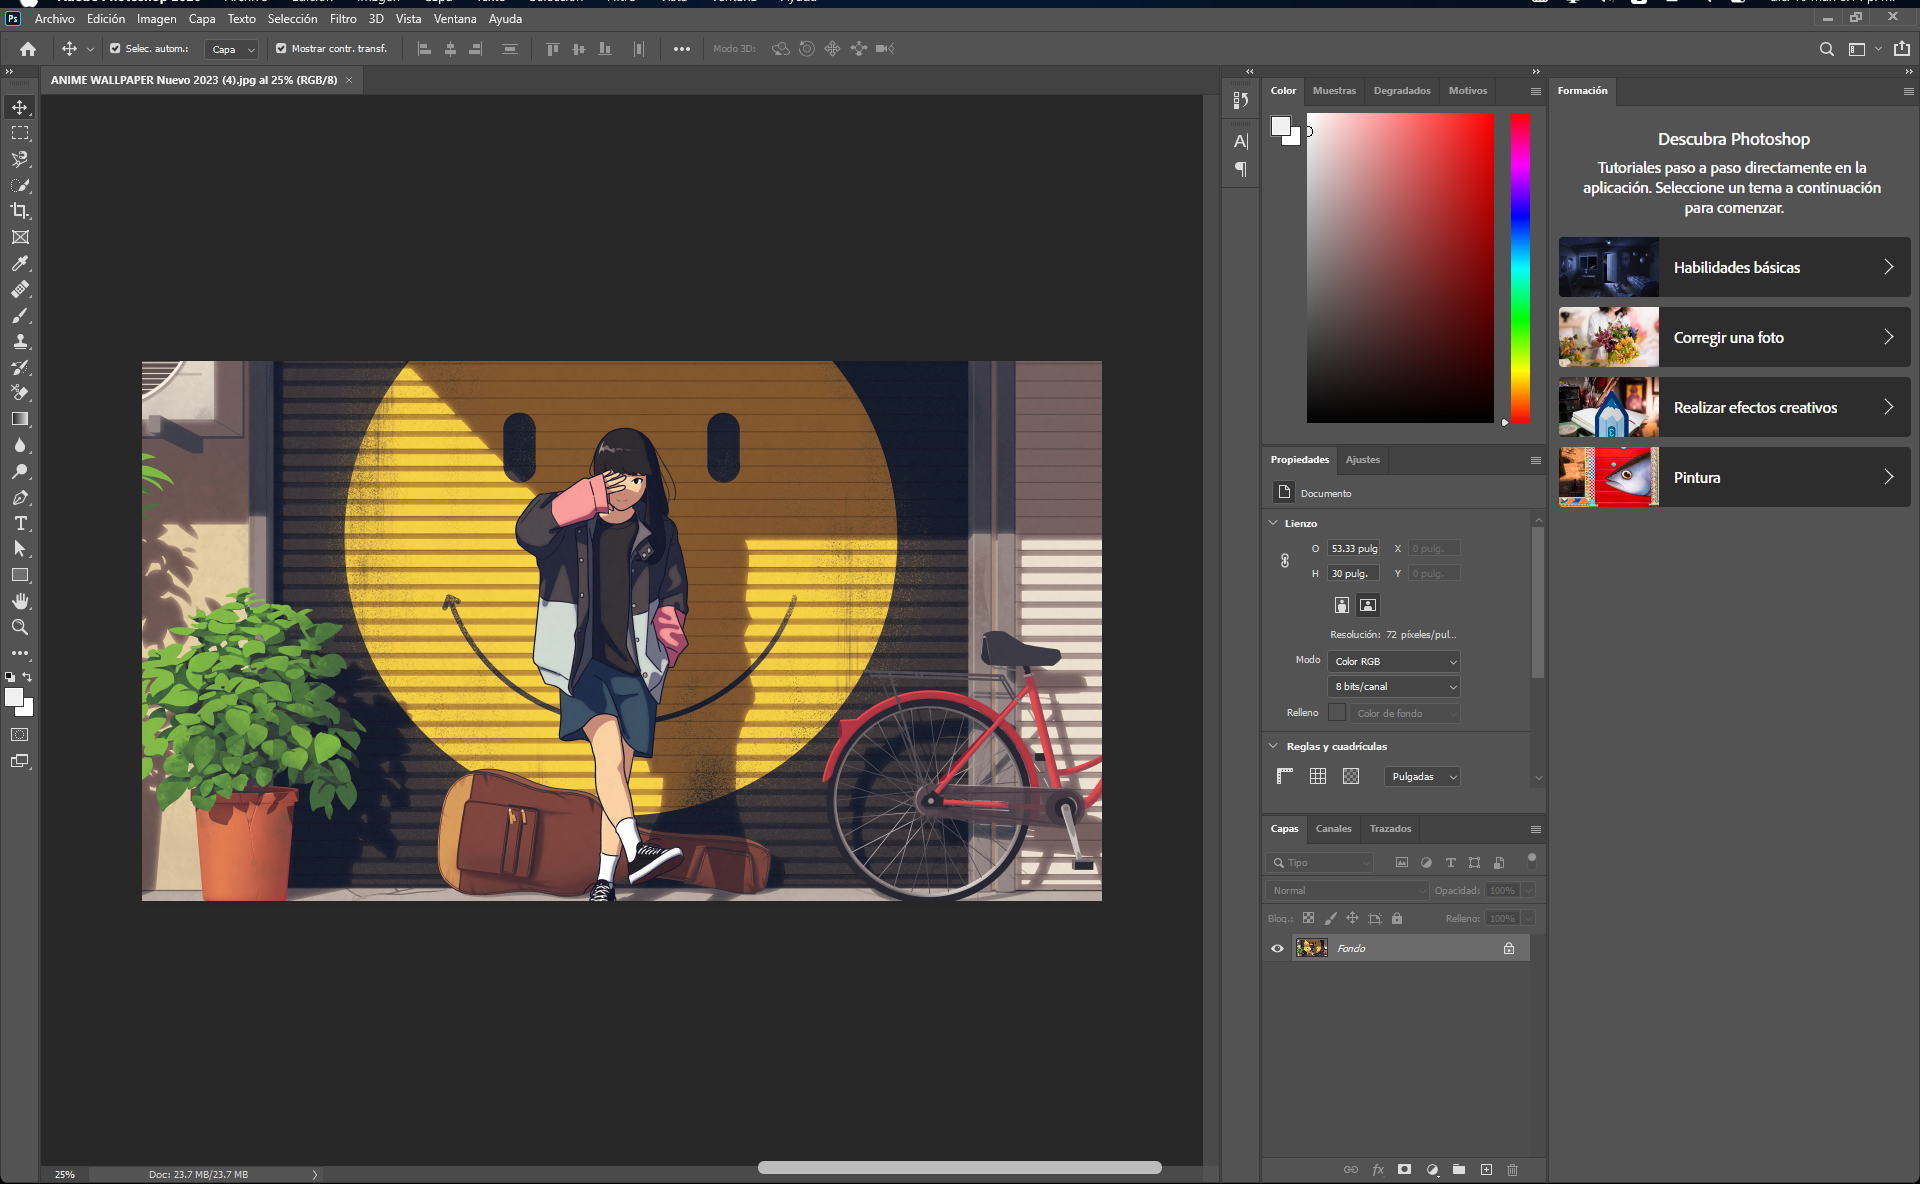 Archivo Edición Imagen Capa Texto Selección Filtro 3D Vista Ventana Ayuda
Selec. autom.: Capa Mostrar contr. transf. Modo 3D:
ANIME WALLPAPER Nuevo 2023 (4).jpg al 25% (RGB/8)
Color Muestras Degradados Motivos
Formación
Descubra Photoshop
Tutoriales paso a paso directamente en la
aplicación. Seleccione un tema a continuación
para comenzar.
Habilidades básicas
Corregir una foto
Realizar efectos creativos
Pintura
Propiedades Ajustes
Documento
Lienzo
O 53.33 pulg X 0 pulg.
H 30 pulg. Y 0 pulg.
Resolución: 72 píxeles/pul...
Modo Color RGB
8 bits/canal
Relleno Color de fondo
Reglas y cuadrículas
Pulgadas
Capas Canales Trazados
Tipo
Normal Opacidad: 100%
Bloq.: Relleno: 100%
Fondo
25% Doc: 23.7 MB/23.7 MB